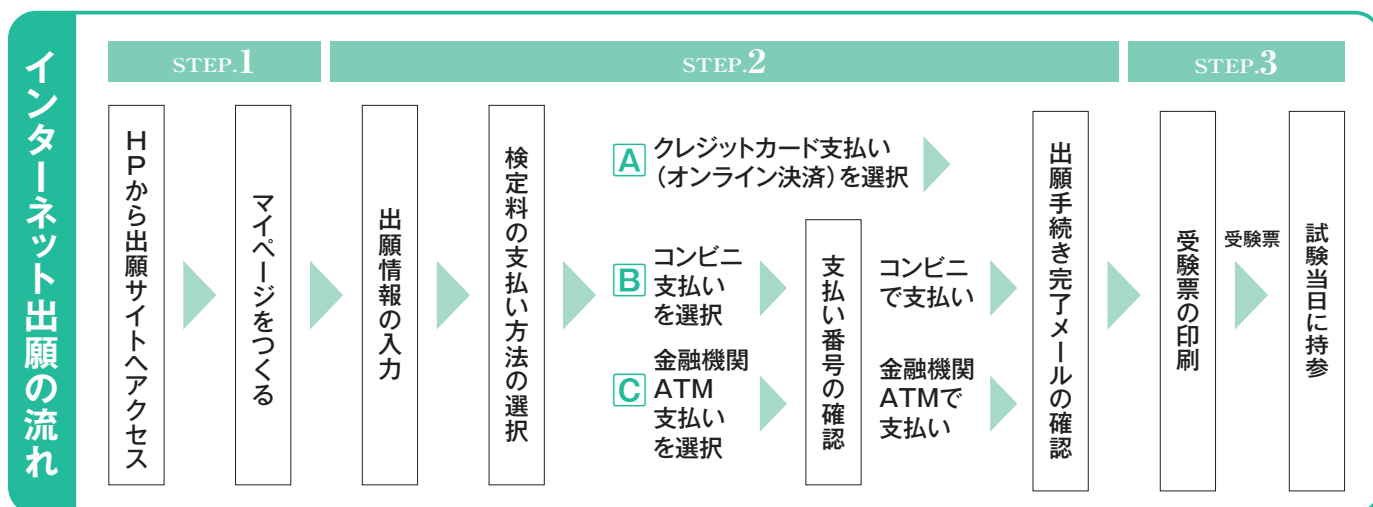 インターネット出願の流れ
STEP.1
HPから出願サイトへアクセス
マイページをつくる
STEP.2
出願情報の入力
検定料の支払い方法の選択
A クレジットカード支払い
（オンライン決済）を選択
B コンビニ
支払い
を選択
C 金融機関
ATM
支払い
を選択
支払い番号の確認
コンビニ
で支払い
金融機関
ATMで
支払い
出願手続き完了メールの確認
STEP.3
受験票の印刷
受験票
試験当日に持参